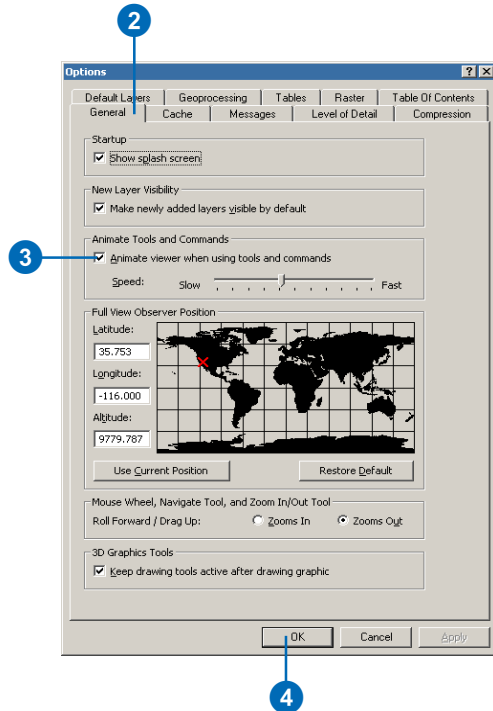 2
Options
Default Layers Geoprocessing Tables Raster Table Of Contents
General Cache Messages Level of Detail Compression
Startup
Show splash screen
New Layer Visibility
Make newly added layers visible by default
Animate Tools and Commands
3
Animate viewer when using tools and commands
Speed: Slow Fast
Full View Observer Position
Latitude:
35.753
Longitude:
-116.000
Altitude:
9779.787
Use Current Position Restore Default
Mouse Wheel, Navigate Tool, and Zoom In/Out Tool
Roll Forward / Drag Up: Zooms In Zooms Out
3D Graphics Tools
Keep drawing tools active after drawing graphic
OK Cancel Apply
4